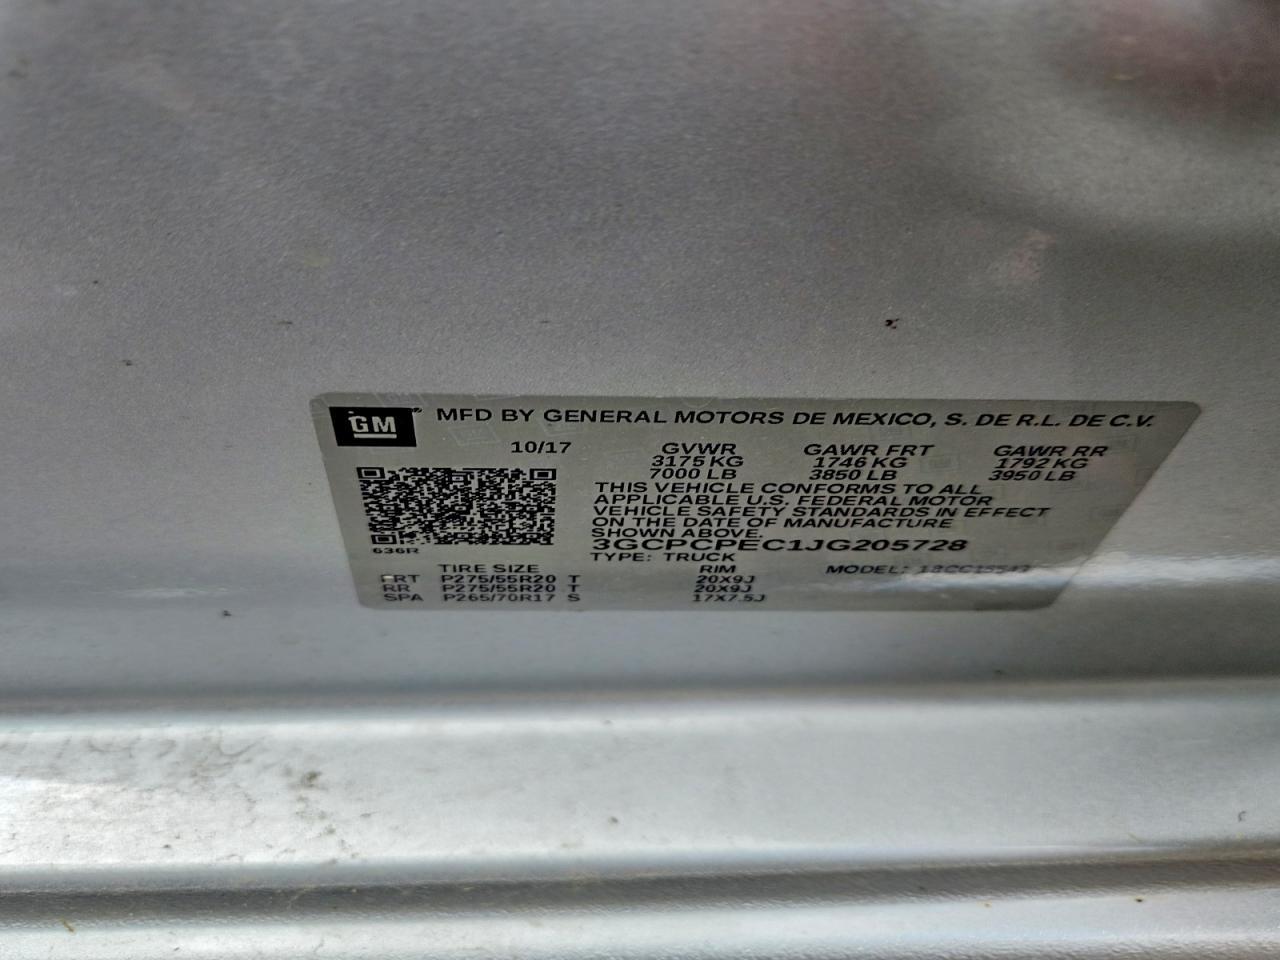 GM MFD BY GENERAL MOTORS DE MEXICO, S. DE R.L. DE C.V.
10/17 GVWR GAWR FRT GAWR RR
3175 KG 1746 KG 1792 KG
7000 LB 3850 LB 3950 LB
THIS VEHICLE CONFORMS TO ALL
APPLICABLE U.S. FEDERAL MOTOR
VEHICLE SAFETY STANDARDS IN EFFECT
ON THE DATE OF MANUFACTURE
SHOWN ABOVE.
3GCPCPEC1JG205728
636R
TYPE: TRUCK
TIRE SIZE RIM MODEL:
FRT P275/55R20 T 20X9J
RR P275/55R20 T 20X9J
SPA P265/70R17 S 17X7.5J